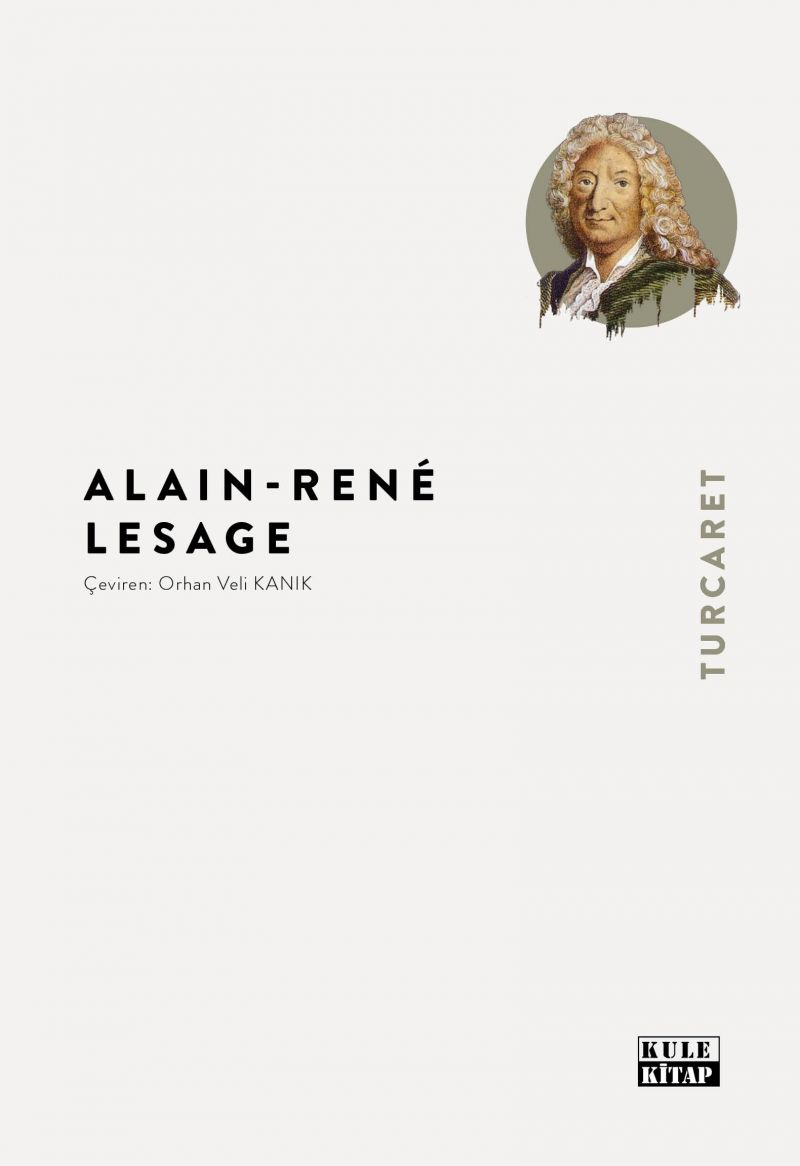 ALAIN-RENÉ
LESAGE
Çeviren: Orhan Veli KANIK
TURCARET
KULE
KİTAP